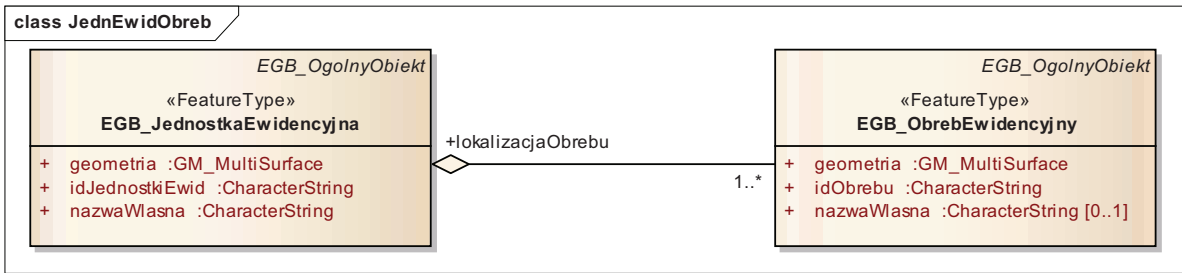 class JednEwidObreb
EGB_OgolnyObiekt
«FeatureType»
EGB_JednostkaEwidencyjna
+ geometria :GM_MultiSurface
+ idJednostkiEwid :CharacterString
+ nazwaWlasna :CharacterString
+lokalizacjaObrebu
1..*
EGB_OgolnyObiekt
«FeatureType»
EGB_ObrebEwidencyjny
+ geometria :GM_MultiSurface
+ idObrebu :CharacterString
+ nazwaWlasna :CharacterString [0..1]